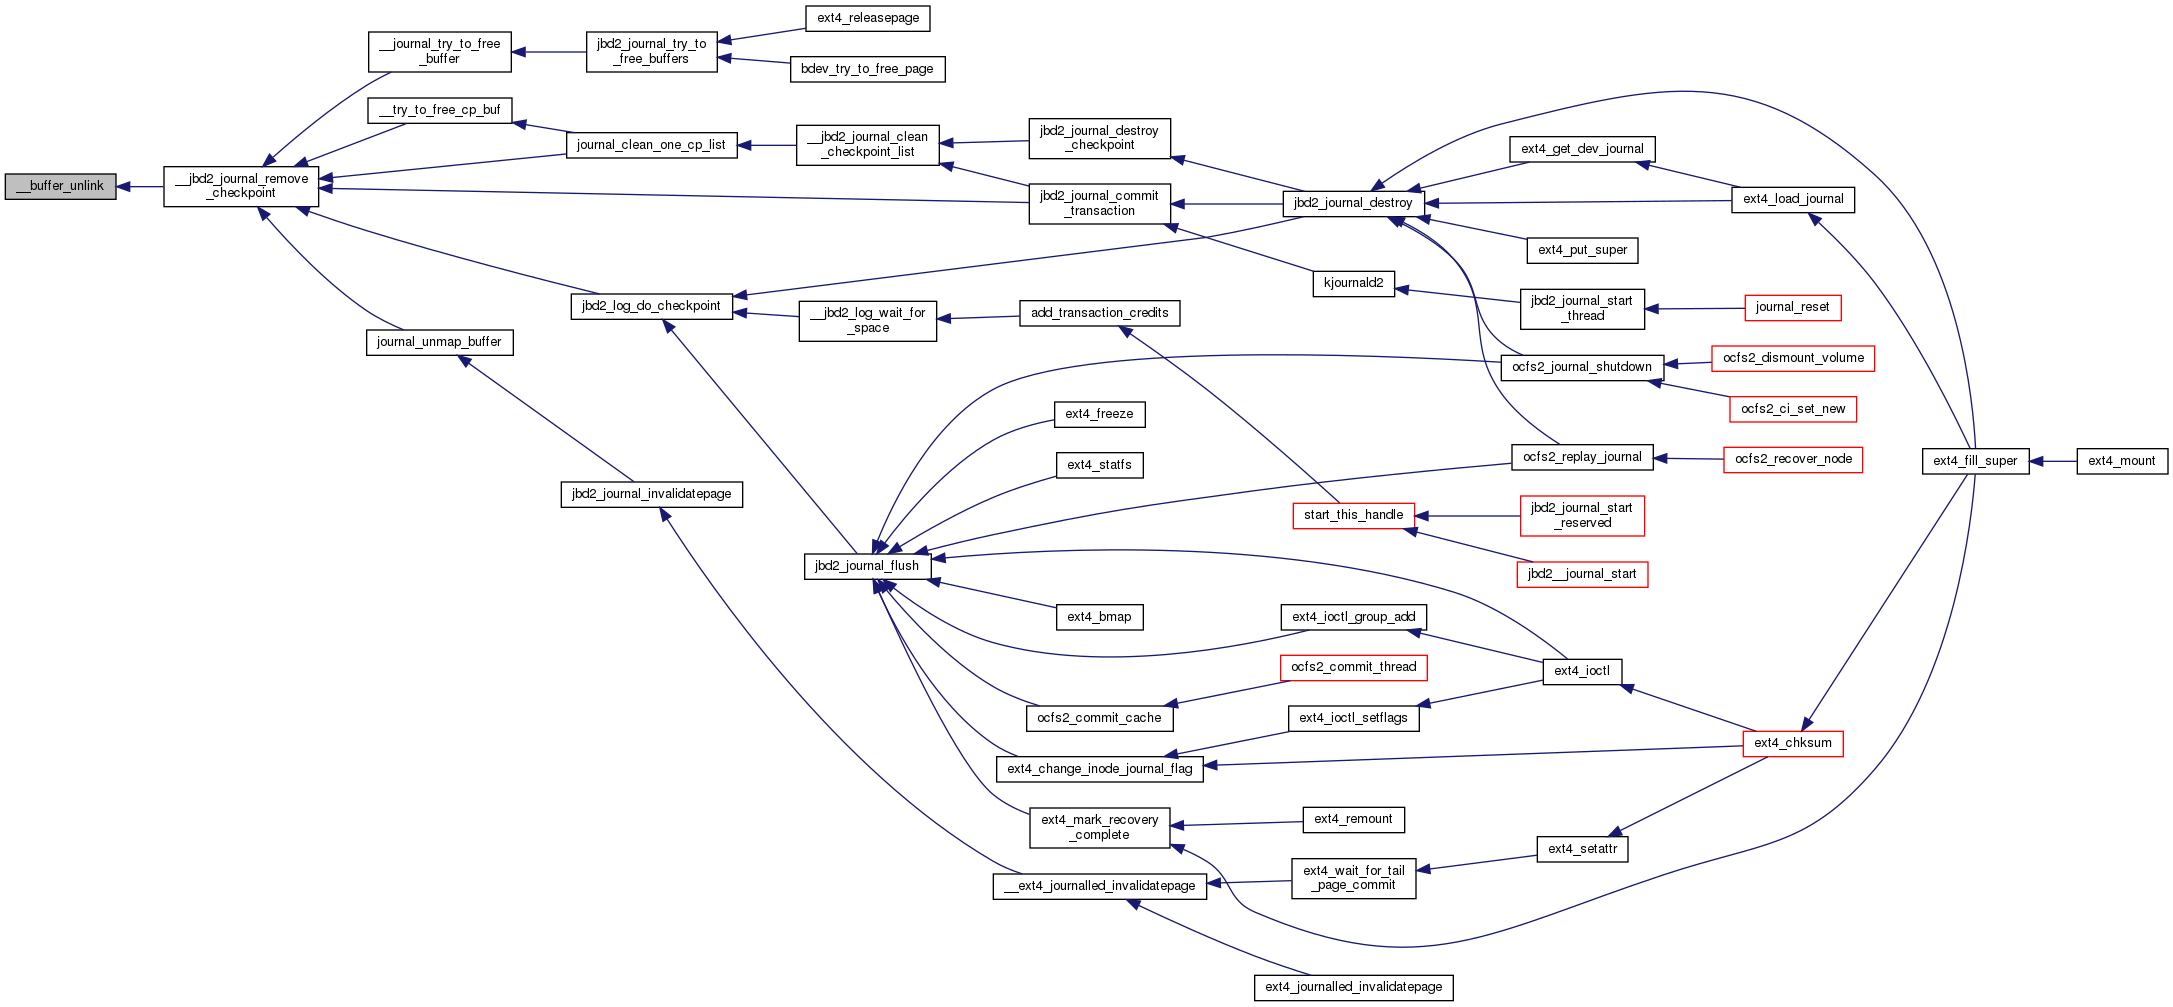 ext4_releasepage
__journal_try_to_free
_buffer
jbd2_journal_try_to
_free_buffers
bdev_try_to_free_page
__try_to_free_cp_buf
journal_clean_one_cp_list
__jbd2_journal_clean
_checkpoint_list
jbd2_journal_destroy
_checkpoint
ext4_get_dev_journal
__buffer_unlink
__jbd2_journal_remove
_checkpoint
jbd2_journal_commit
_transaction
jbd2_journal_destroy
ext4_load_journal
ext4_put_super
kjournald2
jbd2_journal_start
_thread
journal_reset
jbd2_log_do_checkpoint
__jbd2_log_wait_for
_space
add_transaction_credits
journal_unmap_buffer
ocfs2_journal_shutdown
ocfs2_dismount_volume
ocfs2_ci_set_new
ext4_freeze
ext4_statfs
ocfs2_replay_journal
ocfs2_recover_node
ext4_fill_super
ext4_mount
jbd2_journal_invalidatepage
start_this_handle
jbd2_journal_start
_reserved
jbd2__journal_start
jbd2_journal_flush
ext4_bmap
ext4_ioctl_group_add
ocfs2_commit_thread
ext4_ioctl
ocfs2_commit_cache
ext4_ioctl_setflags
ext4_chksum
ext4_change_inode_journal_flag
ext4_mark_recovery
_complete
ext4_remount
ext4_setattr
__ext4_journalled_invalidatepage
ext4_wait_for_tail
_page_commit
ext4_journalled_invalidatepage